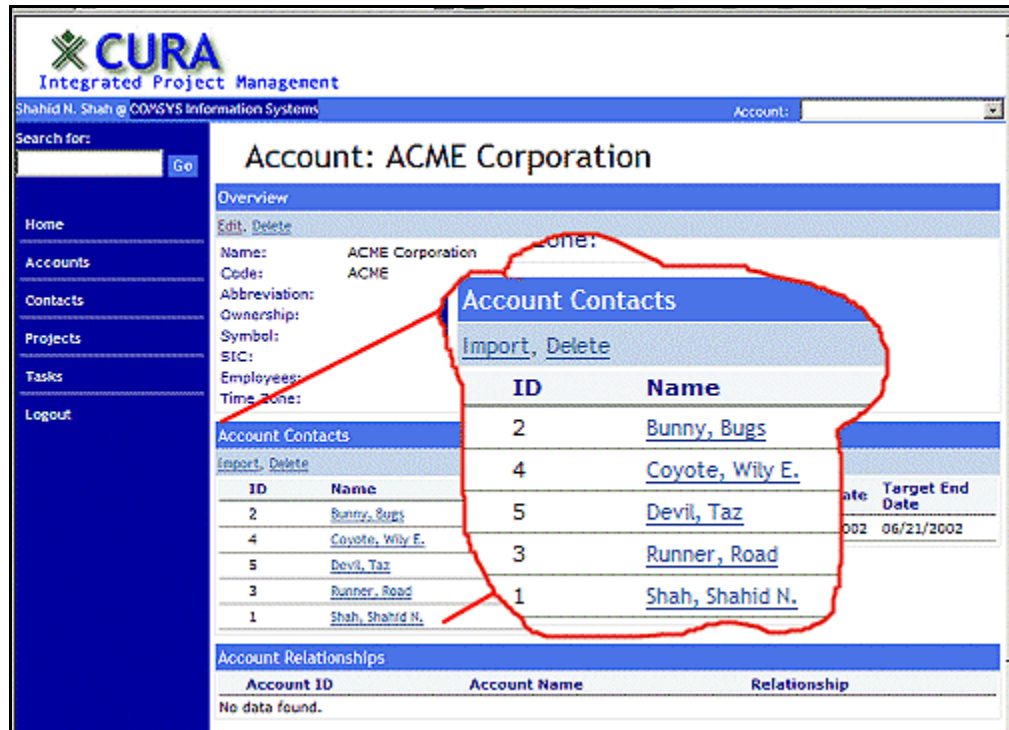 CURA
Integrated Project Management
Shahid N. Shah @ COMSYS Information Systems
Account:
Search for:
Go
Home
Accounts
Contacts
Projects
Tasks
Logout
Account: ACME Corporation
Overview
Edit, Delete
Name: ACME Corporation
Code: ACME
Abbreviation:
Ownership:
Symbol:
SIC:
Employees:
Time Zone:
Account Contacts
Import, Delete
ID Name
2 Bunny, Bugs
4 Coyote, Wily E.
5 Devil, Taz
3 Runner, Road
1 Shah, Shahid N.
Zone:
Account Contacts
Import, Delete
ID Name
2 Bunny, Bugs
4 Coyote, Wily E.
5 Devil, Taz
3 Runner, Road
1 Shah, Shahid N.
Target End
Date
06/21/2002
Account Relationships
Account ID Account Name Relationship
No data found.